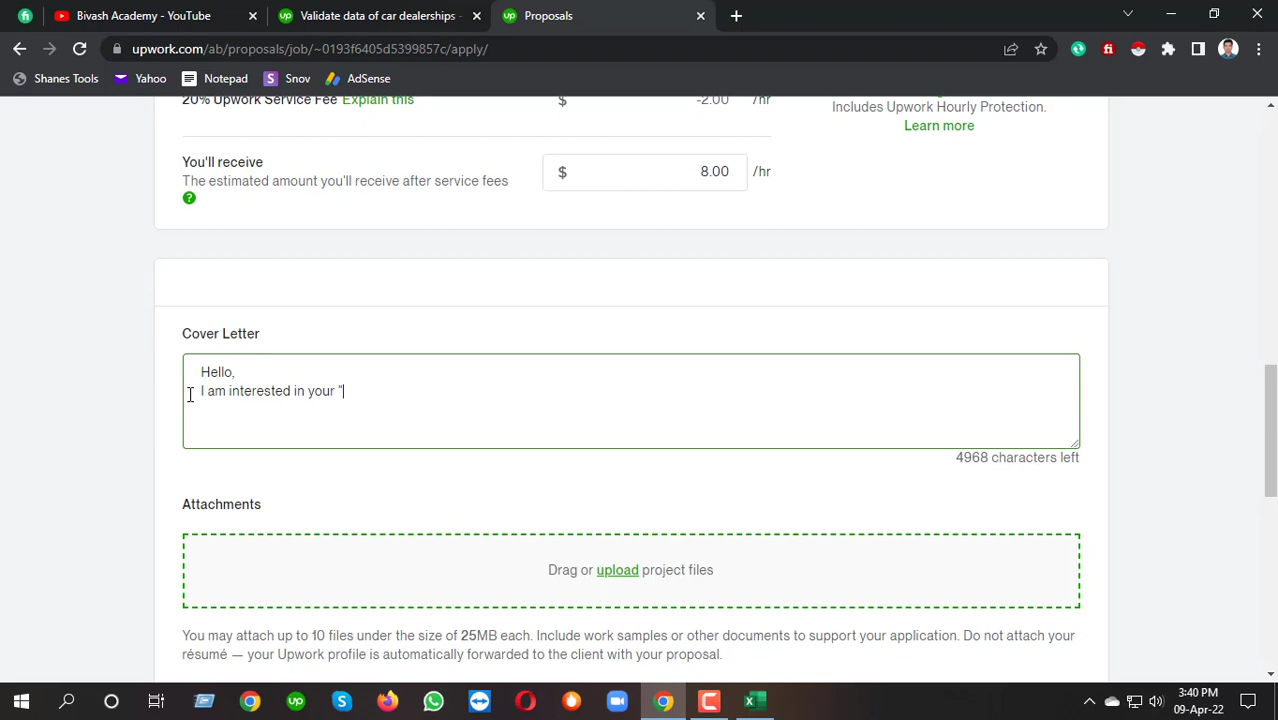 Bivash Academy - YouTube
Validate data of car dealerships -
Proposals
upwork.com/ab/proposals/job/~0193f6405d5399857c/apply/
Shanes Tools
Yahoo
Notepad
Snov
AdSense
20% Upwork Service Fee Explain this
$ -2.00 /hr
Includes Upwork Hourly Protection.
Learn more
You'll receive
The estimated amount you'll receive after service fees
$ 8.00 /hr
Cover Letter
Hello,
I am interested in your "
4968 characters left
Attachments
Drag or upload project files
You may attach up to 10 files under the size of 25MB each. Include work samples or other documents to support your application. Do not attach your
résumé — your Upwork profile is automatically forwarded to the client with your proposal.
3:40 PM
09-Apr-22